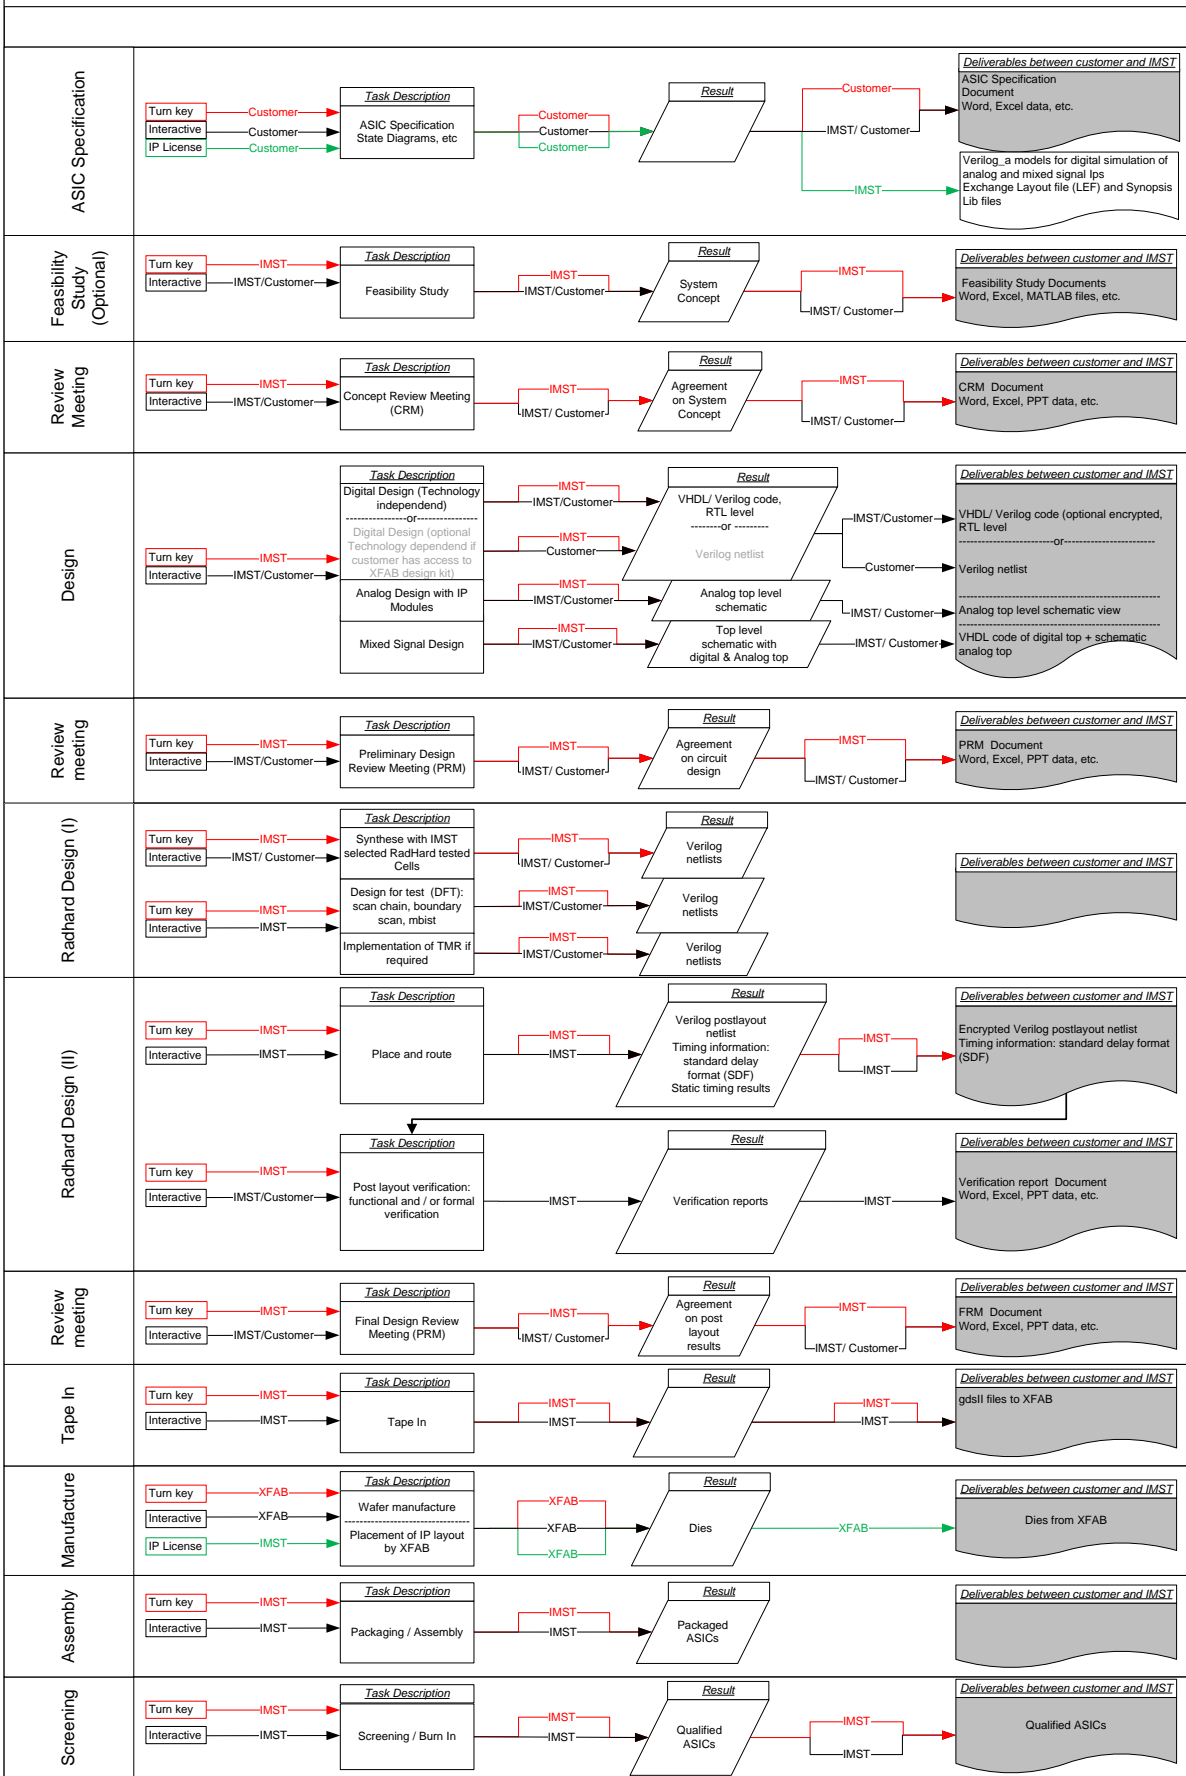 ASIC Specification
Turn key
Customer
Interactive
Customer
IP License
Customer
Task Description
ASIC Specification
State Diagrams, etc
Customer
Customer
Customer
Result
Customer
IMST/ Customer
IMST
Deliverables between customer and IMST
ASIC Specification
Document
Word, Excel data, etc.
Verilog_a models for digital simulation of
analog and mixed signal Ips
Exchange Layout file (LEF) and Synopsis
Lib files
Feasibility
Study
(Optional)
Turn key
IMST
Interactive
IMST/Customer
Task Description
Feasibility Study
IMST
IMST/Customer
Result
System
Concept
IMST
IMST/ Customer
Deliverables between customer and IMST
Feasibility Study Documents
Word, Excel, MATLAB files, etc.
Review
Meeting
Turn key
IMST
Interactive
IMST/Customer
Task Description
Concept Review Meeting
(CRM)
IMST
IMST/ Customer
Result
Agreement
on System
Concept
IMST
IMST/ Customer
Deliverables between customer and IMST
CRM  Document
Word, Excel, PPT data, etc.
Design
Turn key
IMST
Interactive
IMST/Customer
Task Description
Digital Design (Technology
independend)
----------------or----------------
Digital Design (optional
Technology dependend if
customer has access to
XFAB design kit)
Analog Design with IP
Modules
Mixed Signal Design
IMST
IMST/Customer
IMST
Customer
IMST
IMST/Customer
IMST
IMST/Customer
Result
VHDL/ Verilog code,
RTL level
--------or ---------
Verilog netlist
Analog top level
schematic
Top level
schematic with
digital & Analog top
IMST/Customer
Customer
IMST/ Customer
IMST/ Customer
Deliverables between customer and IMST
VHDL/ Verilog code (optional encrypted,
RTL level
-------------------------or------------------------
Verilog netlist
-----------------------------------------------------
Analog top level schematic view
-----------------------------------------------------
VHDL code of digital top + schematic
analog top
Review
meeting
Turn key
IMST
Interactive
IMST/Customer
Task Description
Preliminary Design
Review Meeting (PRM)
IMST
IMST/ Customer
Result
Agreement
on circuit
design
IMST
IMST/ Customer
Deliverables between customer and IMST
PRM  Document
Word, Excel, PPT data, etc.
Radhard Design (I)
Turn key
IMST
Interactive
IMST/ Customer
Turn key
IMST
Interactive
IMST
Task Description
Synthese with IMST
selected RadHard tested
Cells
Design for test  (DFT):
scan chain, boundary
scan, mbist
Implementation of TMR if
required
IMST
IMST/ Customer
IMST
IMST/Customer
IMST
IMST/Customer
Result
Verilog
netlists
Verilog
netlists
Verilog
netlists
Deliverables between customer and IMST
Radhard Design (II)
Turn key
IMST
Interactive
IMST
Task Description
Place and route
IMST
IMST
Result
Verilog postlayout
netlist
Timing information:
standard delay
format (SDF)
Static timing results
IMST
IMST
Deliverables between customer and IMST
Encrypted Verilog postlayout netlist
Timing information: standard delay format
(SDF)
Turn key
IMST
Interactive
IMST/Customer
Task Description
Post layout verification:
functional and / or formal
verification
IMST
Result
Verification reports
IMST
Deliverables between customer and IMST
Verification report  Document
Word, Excel, PPT data, etc.
Review
meeting
Turn key
IMST
Interactive
IMST/Customer
Task Description
Final Design Review
Meeting (PRM)
IMST
IMST/ Customer
Result
Agreement
on post
layout
results
IMST
IMST/ Customer
Deliverables between customer and IMST
FRM  Document
Word, Excel, PPT data, etc.
Tape In
Turn key
IMST
Interactive
IMST
Task Description
Tape In
IMST
IMST
Result
IMST
IMST
Deliverables between customer and IMST
gdsII files to XFAB
Manufacture
Turn key
XFAB
Interactive
XFAB
IP License
IMST
Task Description
Wafer manufacture
-----------------------------
Placement of IP layout
by XFAB
XFAB
XFAB
XFAB
Result
Dies
XFAB
Deliverables between customer and IMST
Dies from XFAB
Assembly
Turn key
IMST
Interactive
IMST
Task Description
Packaging / Assembly
IMST
IMST
Result
Packaged
ASICs
Deliverables between customer and IMST
Screening
Turn key
IMST
Interactive
IMST
Task Description
Screening / Burn In
IMST
IMST
Result
Qualified
ASICs
IMST
IMST
Deliverables between customer and IMST
Qualified ASICs